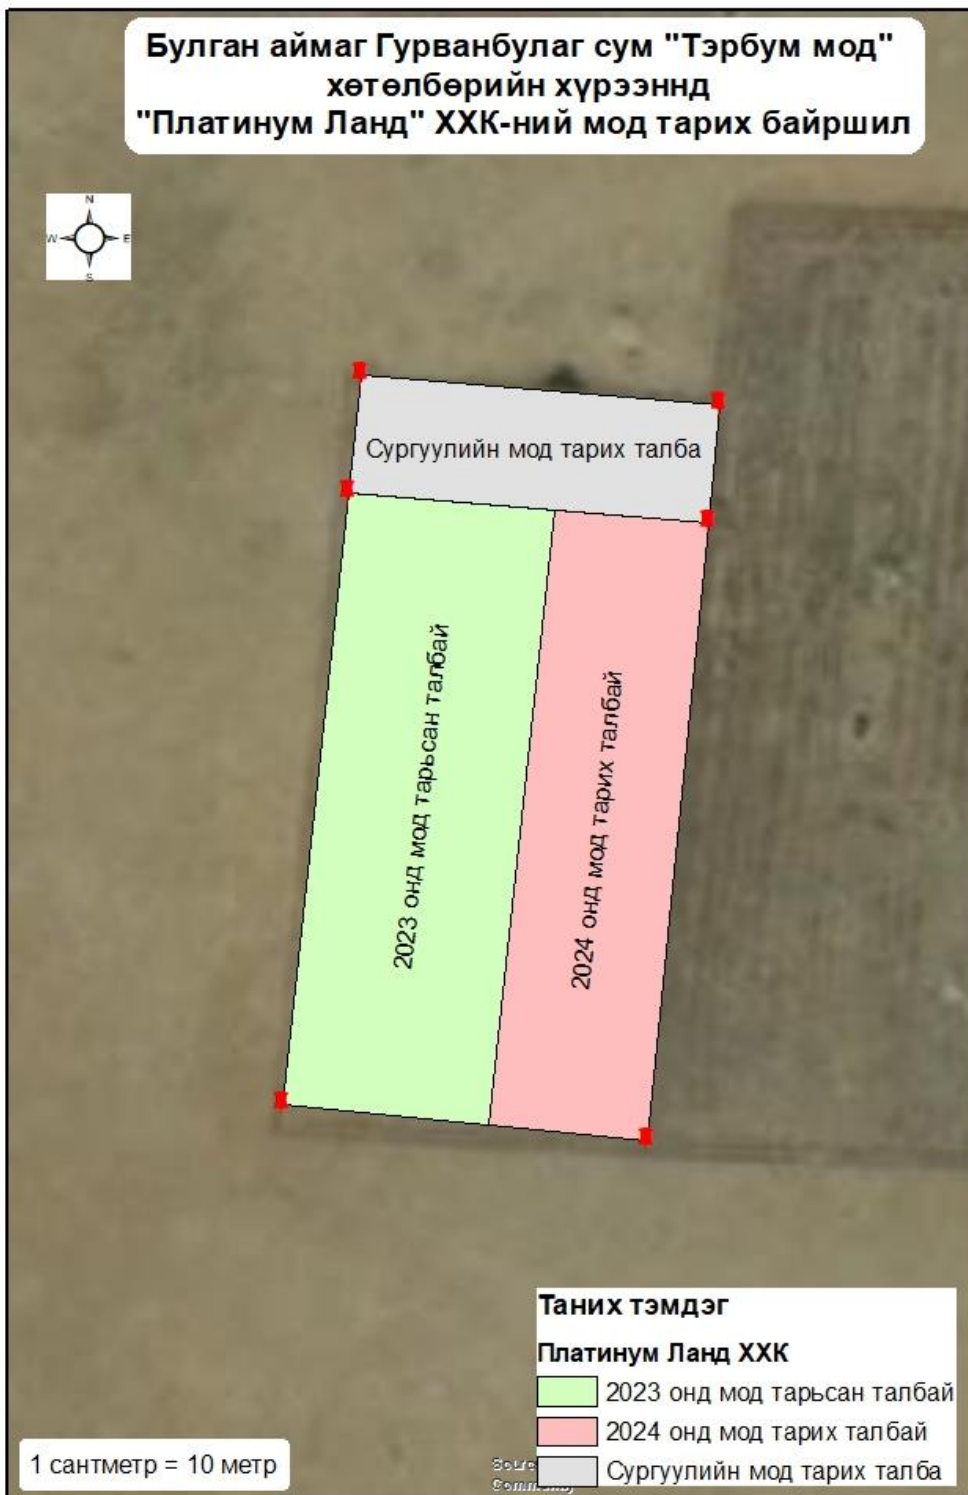 Булган аймаг Гурванбулаг сум "Тэрбум мод"
хөтөлбөрийн хүрээннд
"Платинум Ланд" ХХК-ний мод тарих байршил
N
W E
S
Сургуулийн мод тарих талба
2023 онд мод тарьсан талбай
2024 онд мод тарих талбай
Таних тэмдэг
Платинум Ланд ХХК
2023 онд мод тарьсан талбай
2024 онд мод тарих талбай
Сургуулийн мод тарих талба
1 сантметр = 10 метр